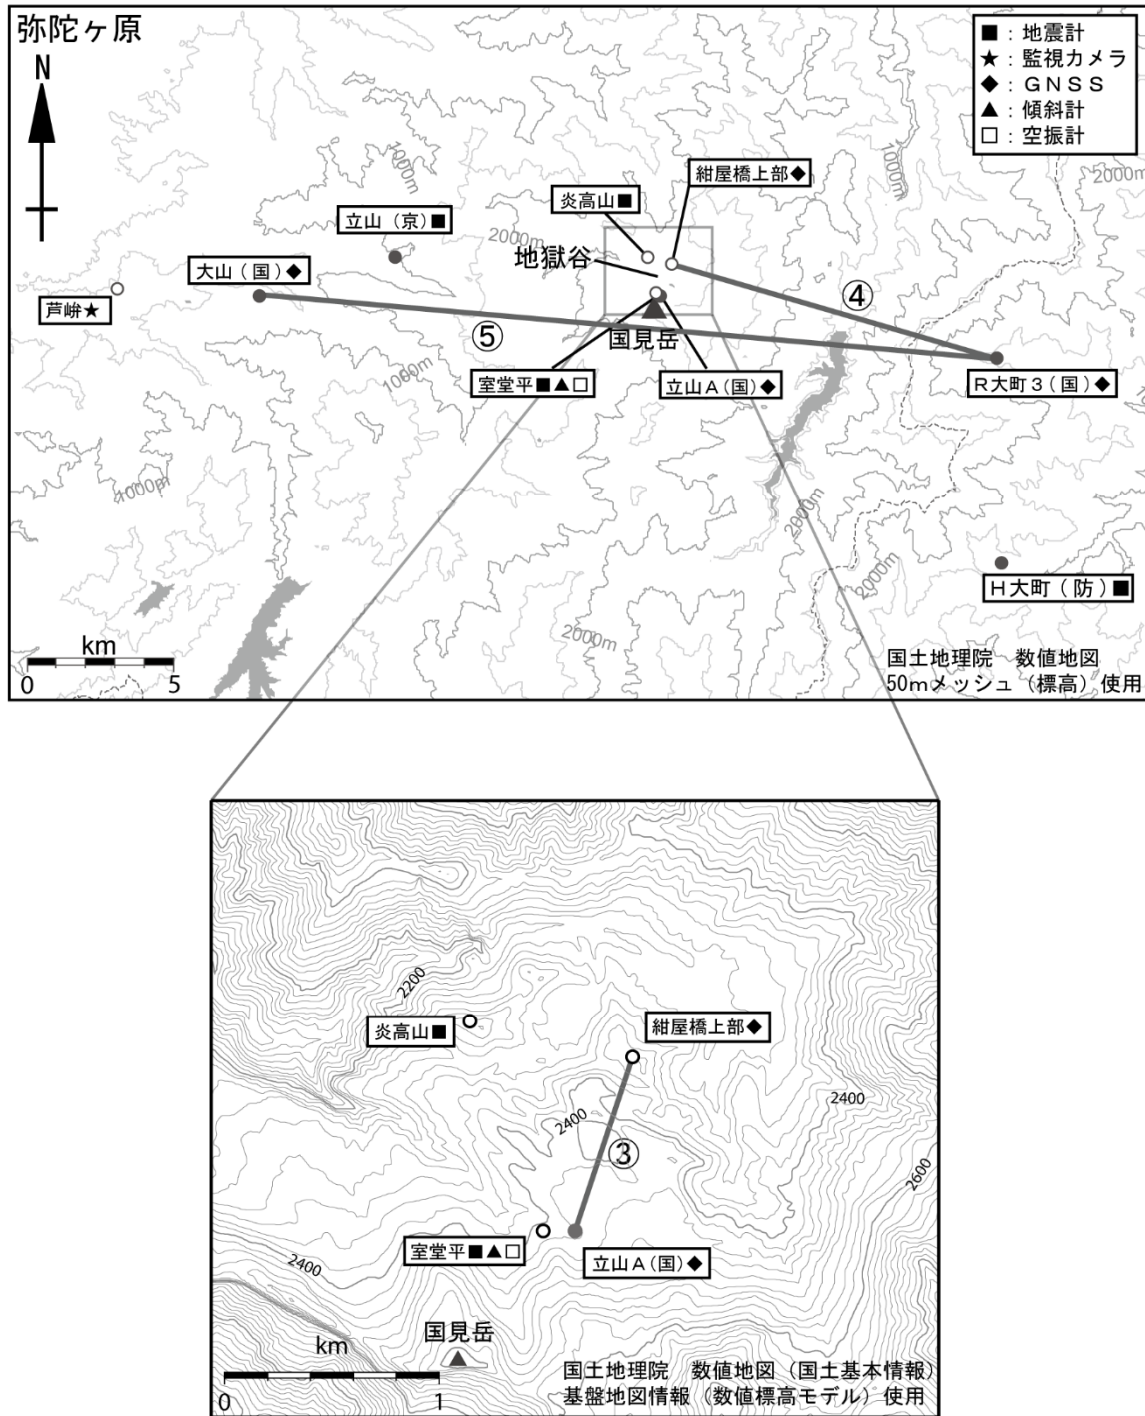 弥陀ヶ原
N
■：地震計
★：監視カメラ
◆：ＧＮＳＳ
▲：傾斜計
□：空振計
1000m
1000m
2000m
紺屋橋上部◆
炎高山■
立山（京）■
2000m
地獄谷
大山（国）◆
芦峅★
④
⑤
国見岳
1000m
室堂平■▲□
立山Ａ（国）◆
Ｒ大町３（国）◆
1000m
2000m
2000m
Ｈ大町（防）■
2000m
km
0 5
国土地理院 数値地図
50mメッシュ（標高）使用
2200
炎高山■
紺屋橋上部◆
2400
2400
③
2600
室堂平■▲□
立山Ａ（国）◆
2400
国見岳
km
0 1
国土地理院 数値地図（国土基本情報）
基盤地図情報（数値標高モデル）使用